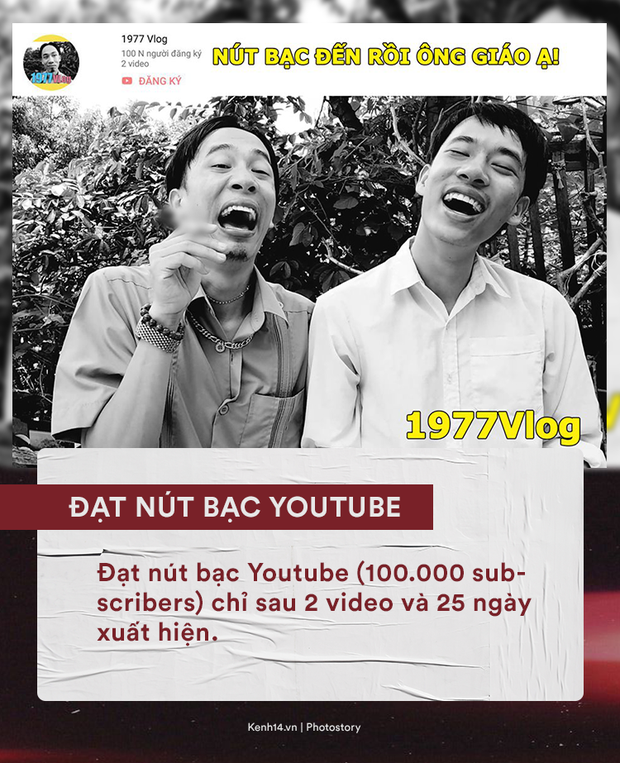 1977 Vlog
100 N người đăng ký
2 video
ĐĂNG KÝ
NÚT BẠC ĐẾN RỒI ÔNG GIÁO Ạ!
1977Vlog
1977Vlog
ĐẠT NÚT BẠC YOUTUBE
Đạt nút bạc Youtube (100.000 sub-
scribers) chỉ sau 2 video và 25 ngày
xuất hiện.
Kenh14.vn | Photostory